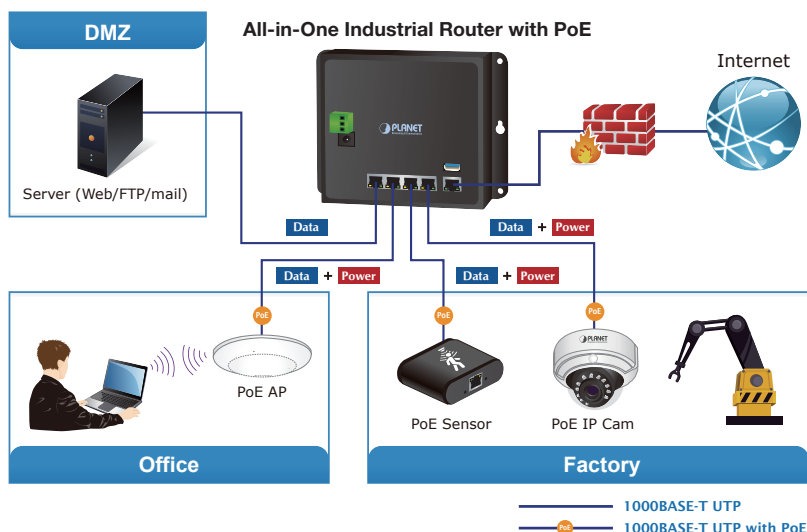 DMZ
All-in-One Industrial Router with PoE
Internet
PLANET
Server (Web/FTP/mail)
Data
Data + Power
Data + Power
Data + Power
PoE
PoE
PoE
PLANET
PoE AP
PoE Sensor
PoE IP Cam
Office
Factory
1000BASE-T UTP
PoE
1000BASE-T UTP with PoE